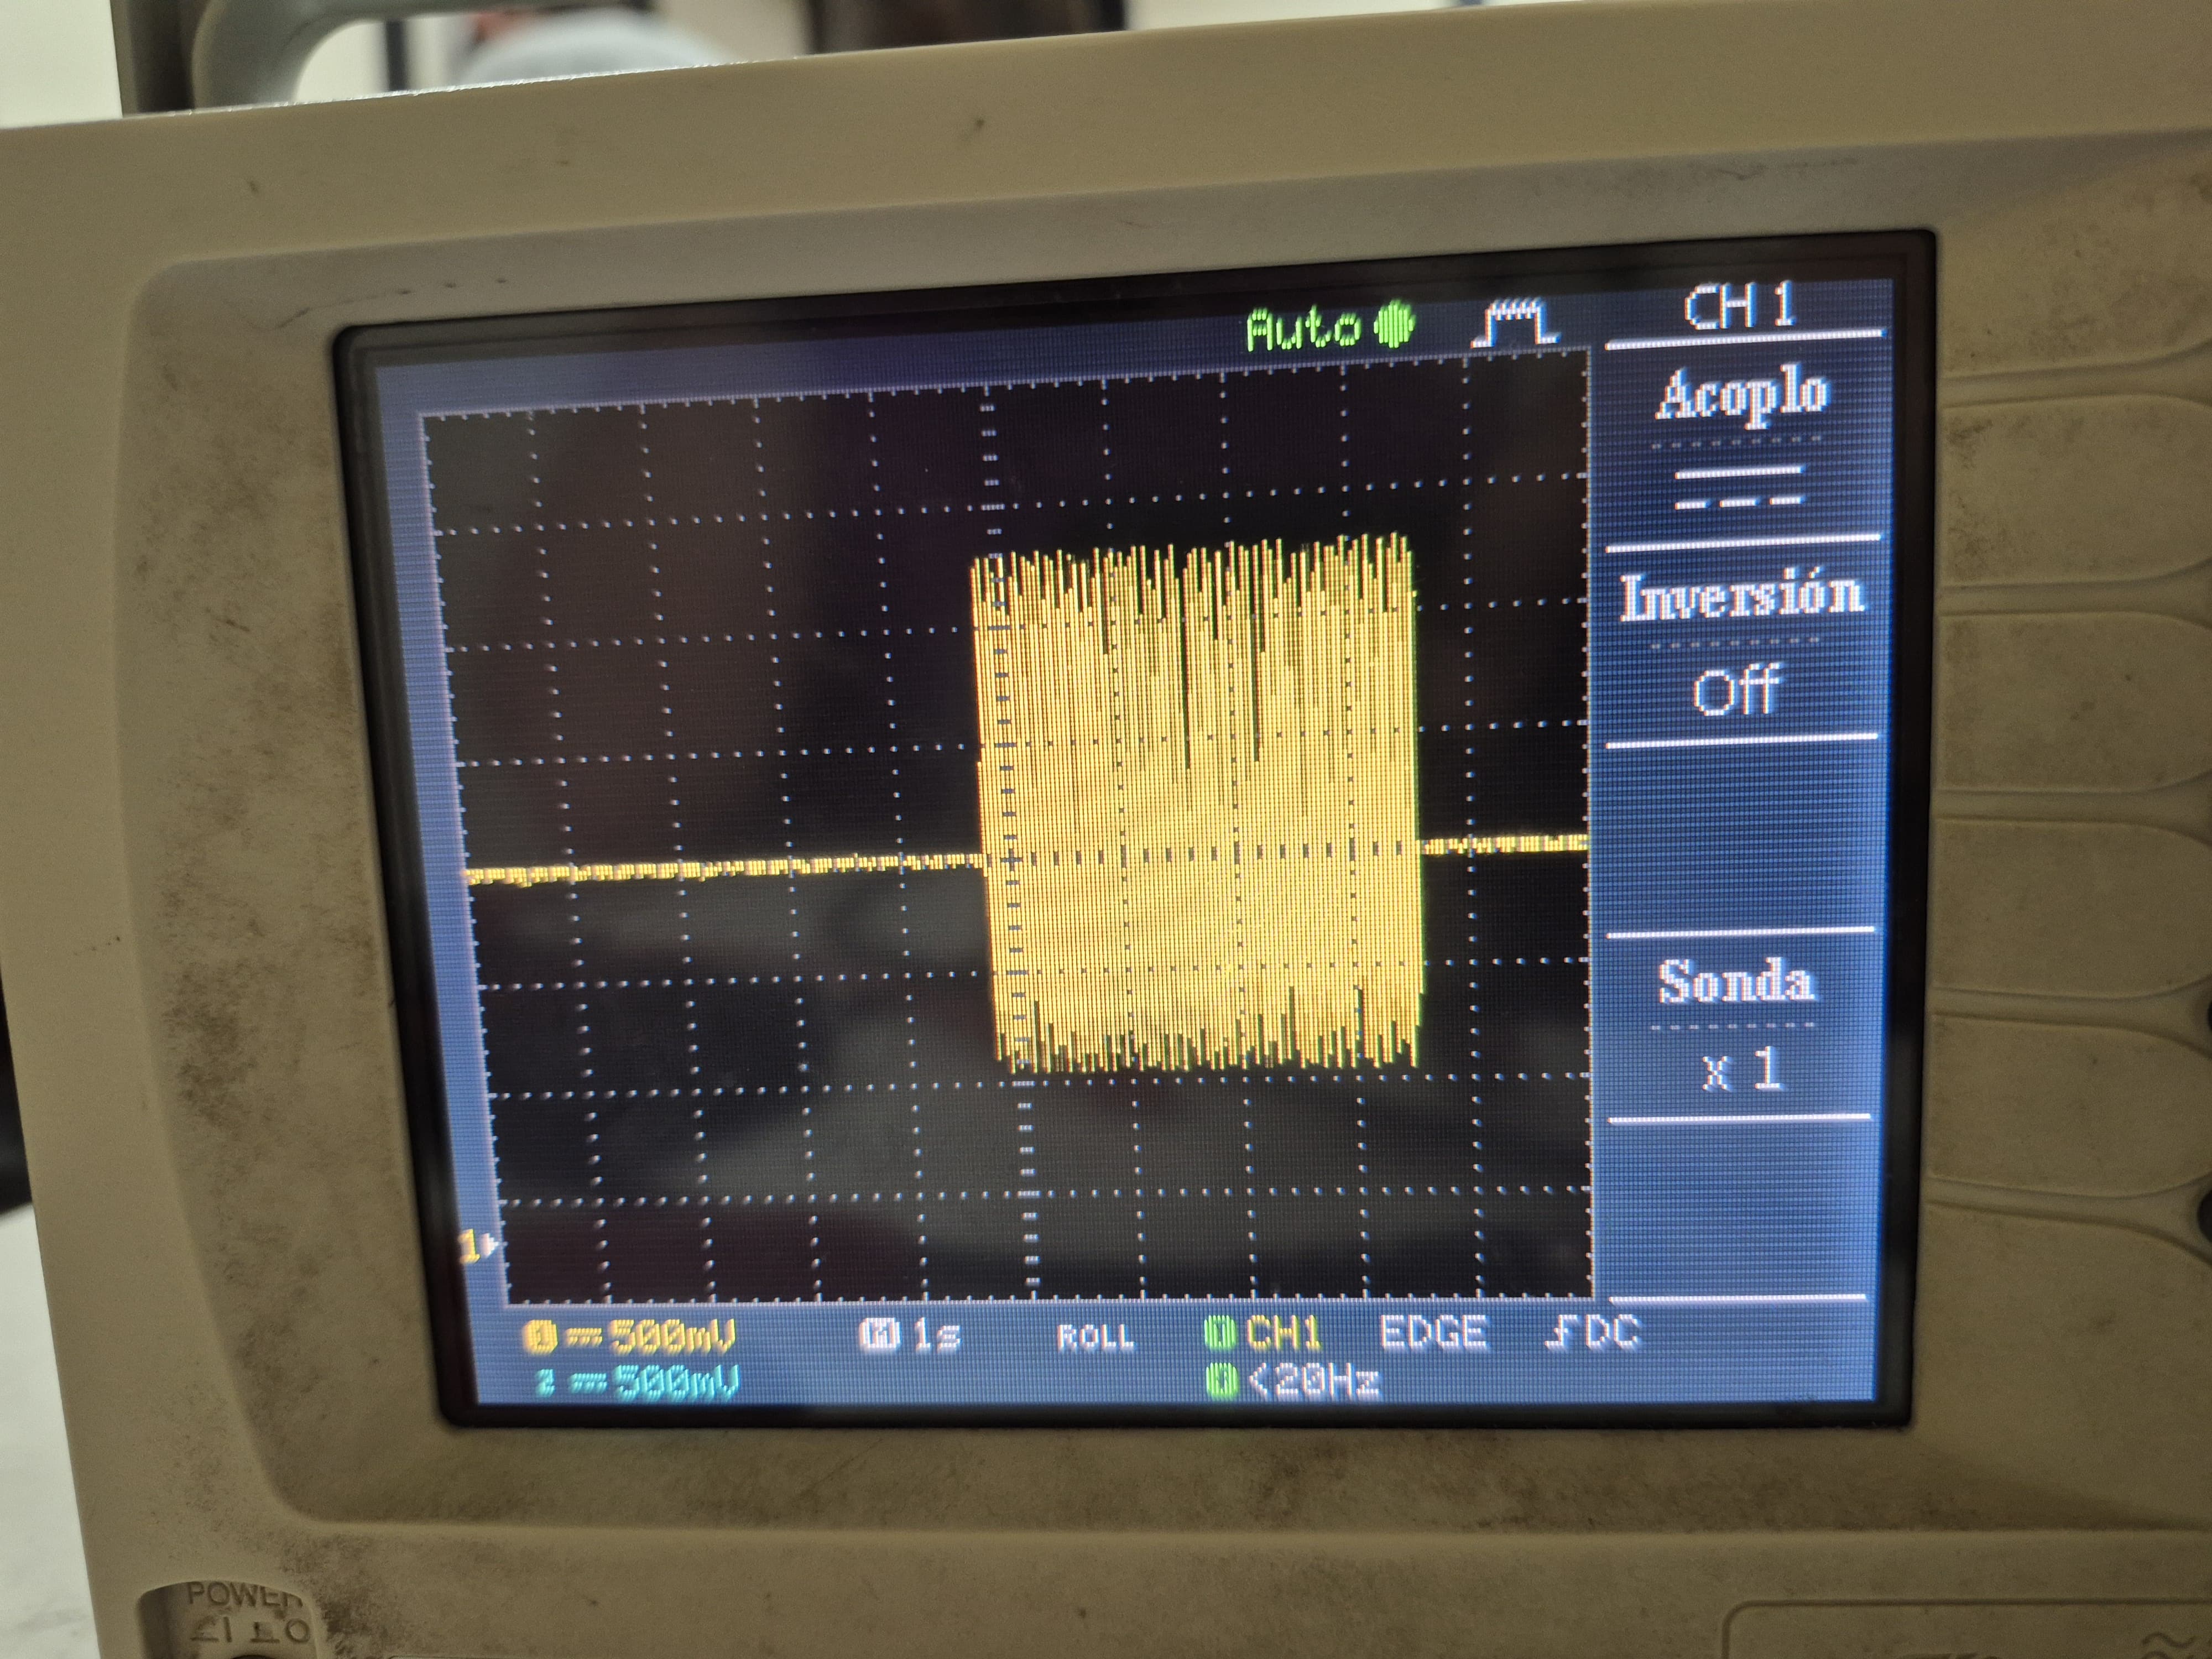 Auto CH 1
Acoplo
Inversión
Off
Sonda
x 1
1
1 500mV M 1s ROLL CH1 EDGE DC
2 500mV <20Hz
POWER
I O